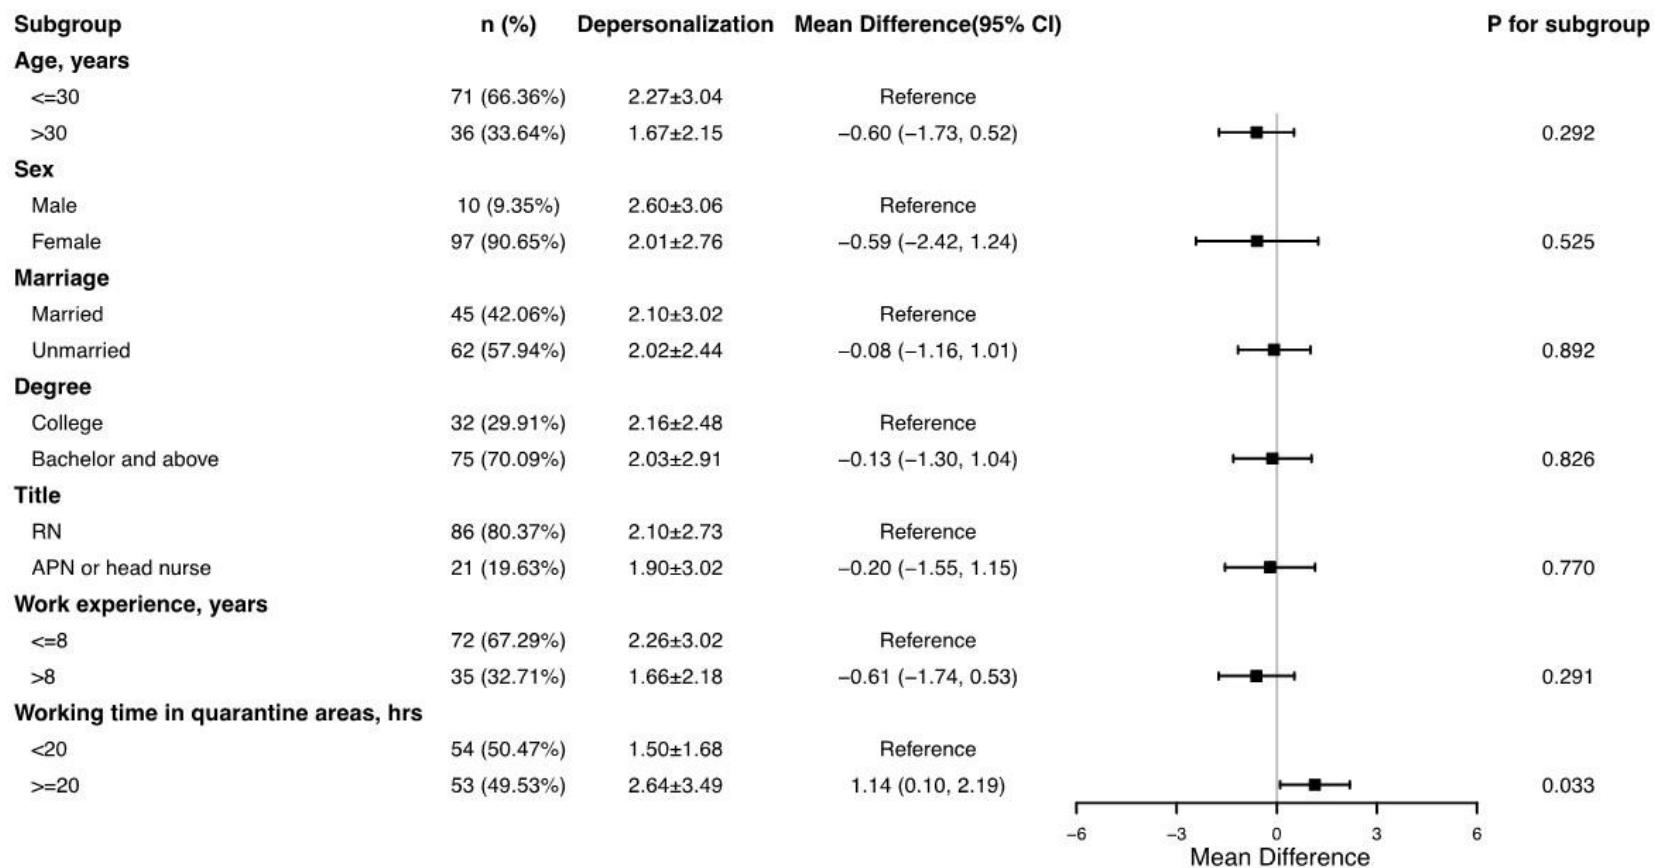 Subgroup n (%) Depersonalization Mean Difference(95% CI) P for subgroup
Age, years
<=30 71 (66.36%) 2.27±3.04 Reference
>30 36 (33.64%) 1.67±2.15 −0.60 (−1.73, 0.52) 0.292
Sex
Male 10 (9.35%) 2.60±3.06 Reference
Female 97 (90.65%) 2.01±2.76 −0.59 (−2.42, 1.24) 0.525
Marriage
Married 45 (42.06%) 2.10±3.02 Reference
Unmarried 62 (57.94%) 2.02±2.44 −0.08 (−1.16, 1.01) 0.892
Degree
College 32 (29.91%) 2.16±2.48 Reference
Bachelor and above 75 (70.09%) 2.03±2.91 −0.13 (−1.30, 1.04) 0.826
Title
RN 86 (80.37%) 2.10±2.73 Reference
APN or head nurse 21 (19.63%) 1.90±3.02 −0.20 (−1.55, 1.15) 0.770
Work experience, years
<=8 72 (67.29%) 2.26±3.02 Reference
>8 35 (32.71%) 1.66±2.18 −0.61 (−1.74, 0.53) 0.291
Working time in quarantine areas, hrs
<20 54 (50.47%) 1.50±1.68 Reference
>=20 53 (49.53%) 2.64±3.49 1.14 (0.10, 2.19) 0.033
−6 −3 0 3 6
Mean Difference